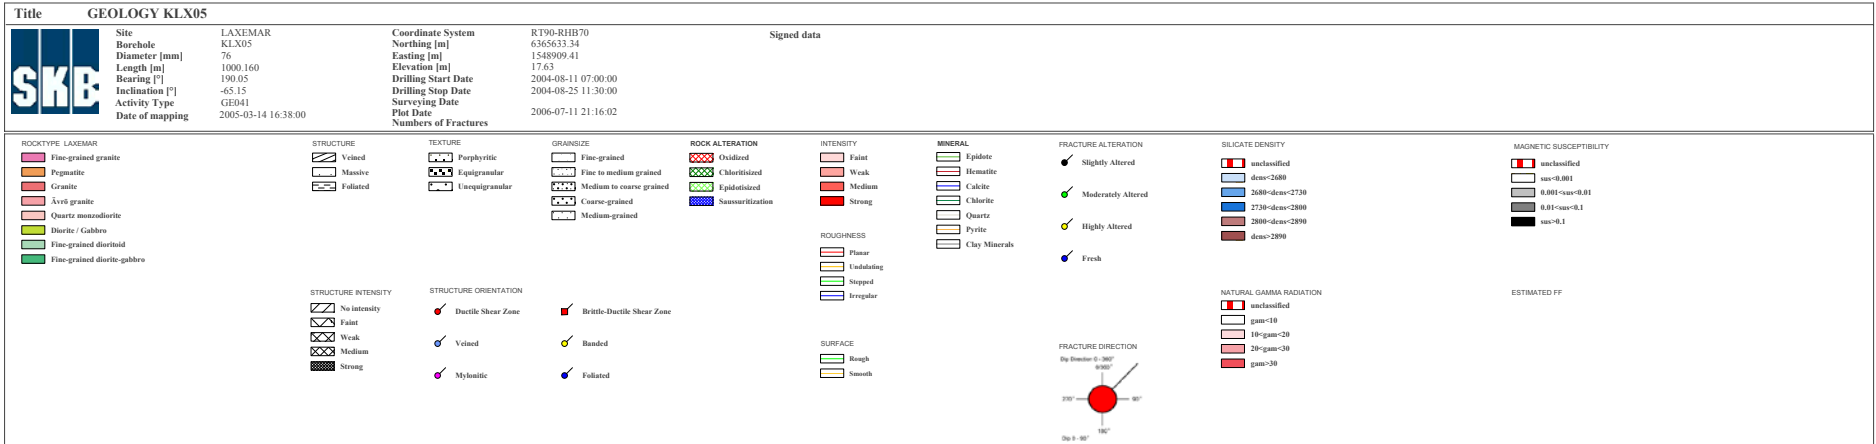 Title GEOLOGY KLX05
SKB
Site LAXEMAR
Borehole KLX05
Diameter [mm] 76
Length [m] 1000.160
Bearing [°] 190.05
Inclination [°] -65.15
Activity Type GE041
Date of mapping 2005-03-14 16:38:00
Coordinate System RT90-RHB70
Northing [m] 6365633.34
Easting [m] 1548909.41
Elevation [m] 17.63
Drilling Start Date 2004-08-11 07:00:00
Drilling Stop Date 2004-08-25 11:30:00
Surveying Date
Plot Date 2006-07-11 21:16:02
Numbers of Fractures
Signed data
ROCKTYPE LAXEMAR
Fine-grained granite
Pegmatite
Granite
Ävrö granite
Quartz monzodiorite
Diorite / Gabbro
Fine-grained dioritoid
Fine-grained diorite-gabbro
STRUCTURE
Veined
Massive
Foliated
STRUCTURE INTENSITY
No intensity
Faint
Weak
Medium
Strong
TEXTURE
Porphyritic
Equigranular
Unequigranular
STRUCTURE ORIENTATION
Ductile Shear Zone
Veined
Mylonitic
Brittle-Ductile Shear Zone
Banded
Foliated
GRAINSIZE
Fine-grained
Fine to medium grained
Medium to coarse grained
Coarse-grained
Medium-grained
ROCK ALTERATION
Oxidized
Chloritisized
Epidotisized
Saussuritization
INTENSITY
Faint
Weak
Medium
Strong
ROUGHNESS
Planar
Undulating
Stepped
Irregular
SURFACE
Rough
Smooth
MINERAL
Epidote
Hematite
Calcite
Chlorite
Quartz
Pyrite
Clay Minerals
FRACTURE ALTERATION
Slightly Altered
Moderately Altered
Highly Altered
Fresh
FRACTURE DIRECTION
Dip Direction 0 - 360°
0/360°
270°
90°
180°
Dip 0 - 90°
SILICATE DENSITY
unclassified
dens<2680
2680<dens<2730
2730<dens<2800
2800<dens<2890
dens>2890
NATURAL GAMMA RADIATION
unclassified
gam<10
10<gam<20
20<gam<30
gam>30
MAGNETIC SUSCEPTIBILITY
unclassified
sus<0.001
0.001<sus<0.01
0.01<sus<0.1
sus>0.1
ESTIMATED FF